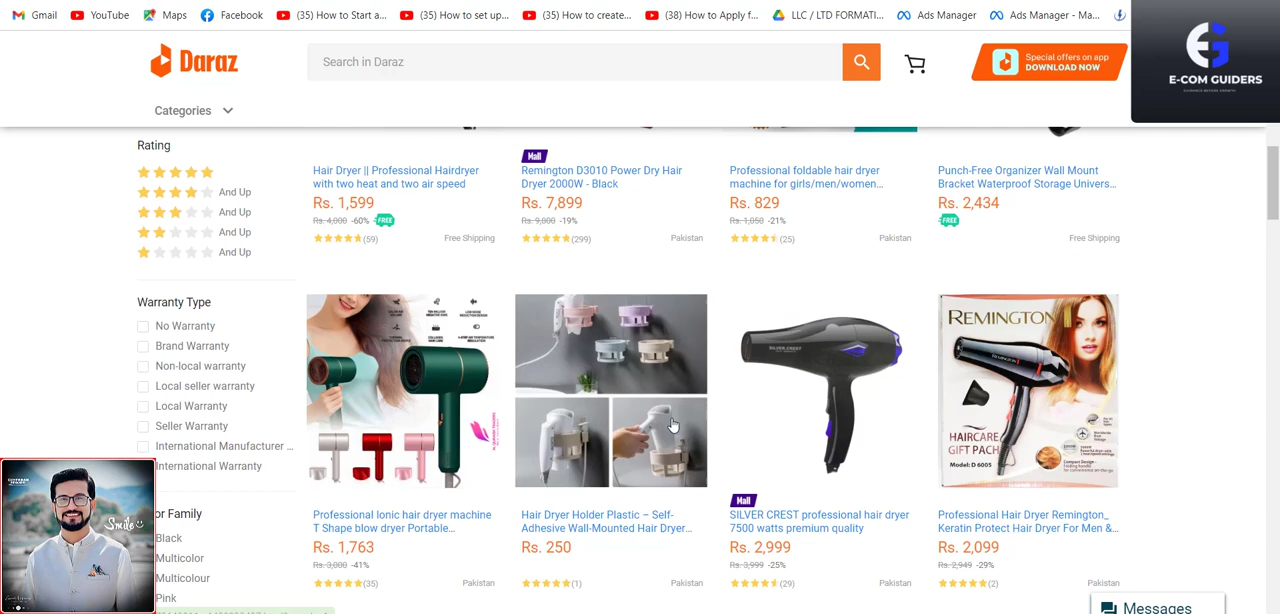 Gmail
YouTube
Maps
Facebook
(35) How to Start a...
(35) How to set up...
(35) How to create...
(38) How to Apply f...
LLC / LTD FORMATI...
Ads Manager
Ads Manager - Ma...
Daraz
Search in Daraz
Special offers on app
DOWNLOAD NOW
E-COM GUIDERS
Categories
Rating
And Up
And Up
And Up
And Up
Warranty Type
No Warranty
Brand Warranty
Non-local warranty
Local seller warranty
Local Warranty
Seller Warranty
International Manufacturer ...
International Warranty
or Family
Black
Multicolor
Multicolour
Pink
Hair Dryer || Professional Hairdryer
with two heat and two air speed
Rs. 1,599
Rs. 4,000 -60% FREE
(59) Free Shipping
Mall
Remington D3010 Power Dry Hair
Dryer 2000W - Black
Rs. 7,899
Rs. 9,800 -19%
(299) Pakistan
Professional foldable hair dryer
machine for girls/men/women...
Rs. 829
Rs. 1,050 -21%
(25) Pakistan
Punch-Free Organizer Wall Mount
Bracket Waterproof Storage Univers...
Rs. 2,434
FREE
Free Shipping
Professional Ionic hair dryer machine
T Shape blow dryer Portable...
Rs. 1,763
Rs. 3,000 -41%
(35) Pakistan
Hair Dryer Holder Plastic – Self-
Adhesive Wall-Mounted Hair Dryer...
Rs. 250
(1) Pakistan
SILVER CREST
Mall
SILVER CREST professional hair dryer
7500 watts premium quality
Rs. 2,999
Rs. 3,999 -25%
(29) Pakistan
REMINGTON
HAIRCARE
GIFT PACH
Model: D 6005
Professional Hair Dryer Remington_
Keratin Protect Hair Dryer For Men &...
Rs. 2,099
Rs. 2,949 -29%
(2) Pakistan
Smile
Messages